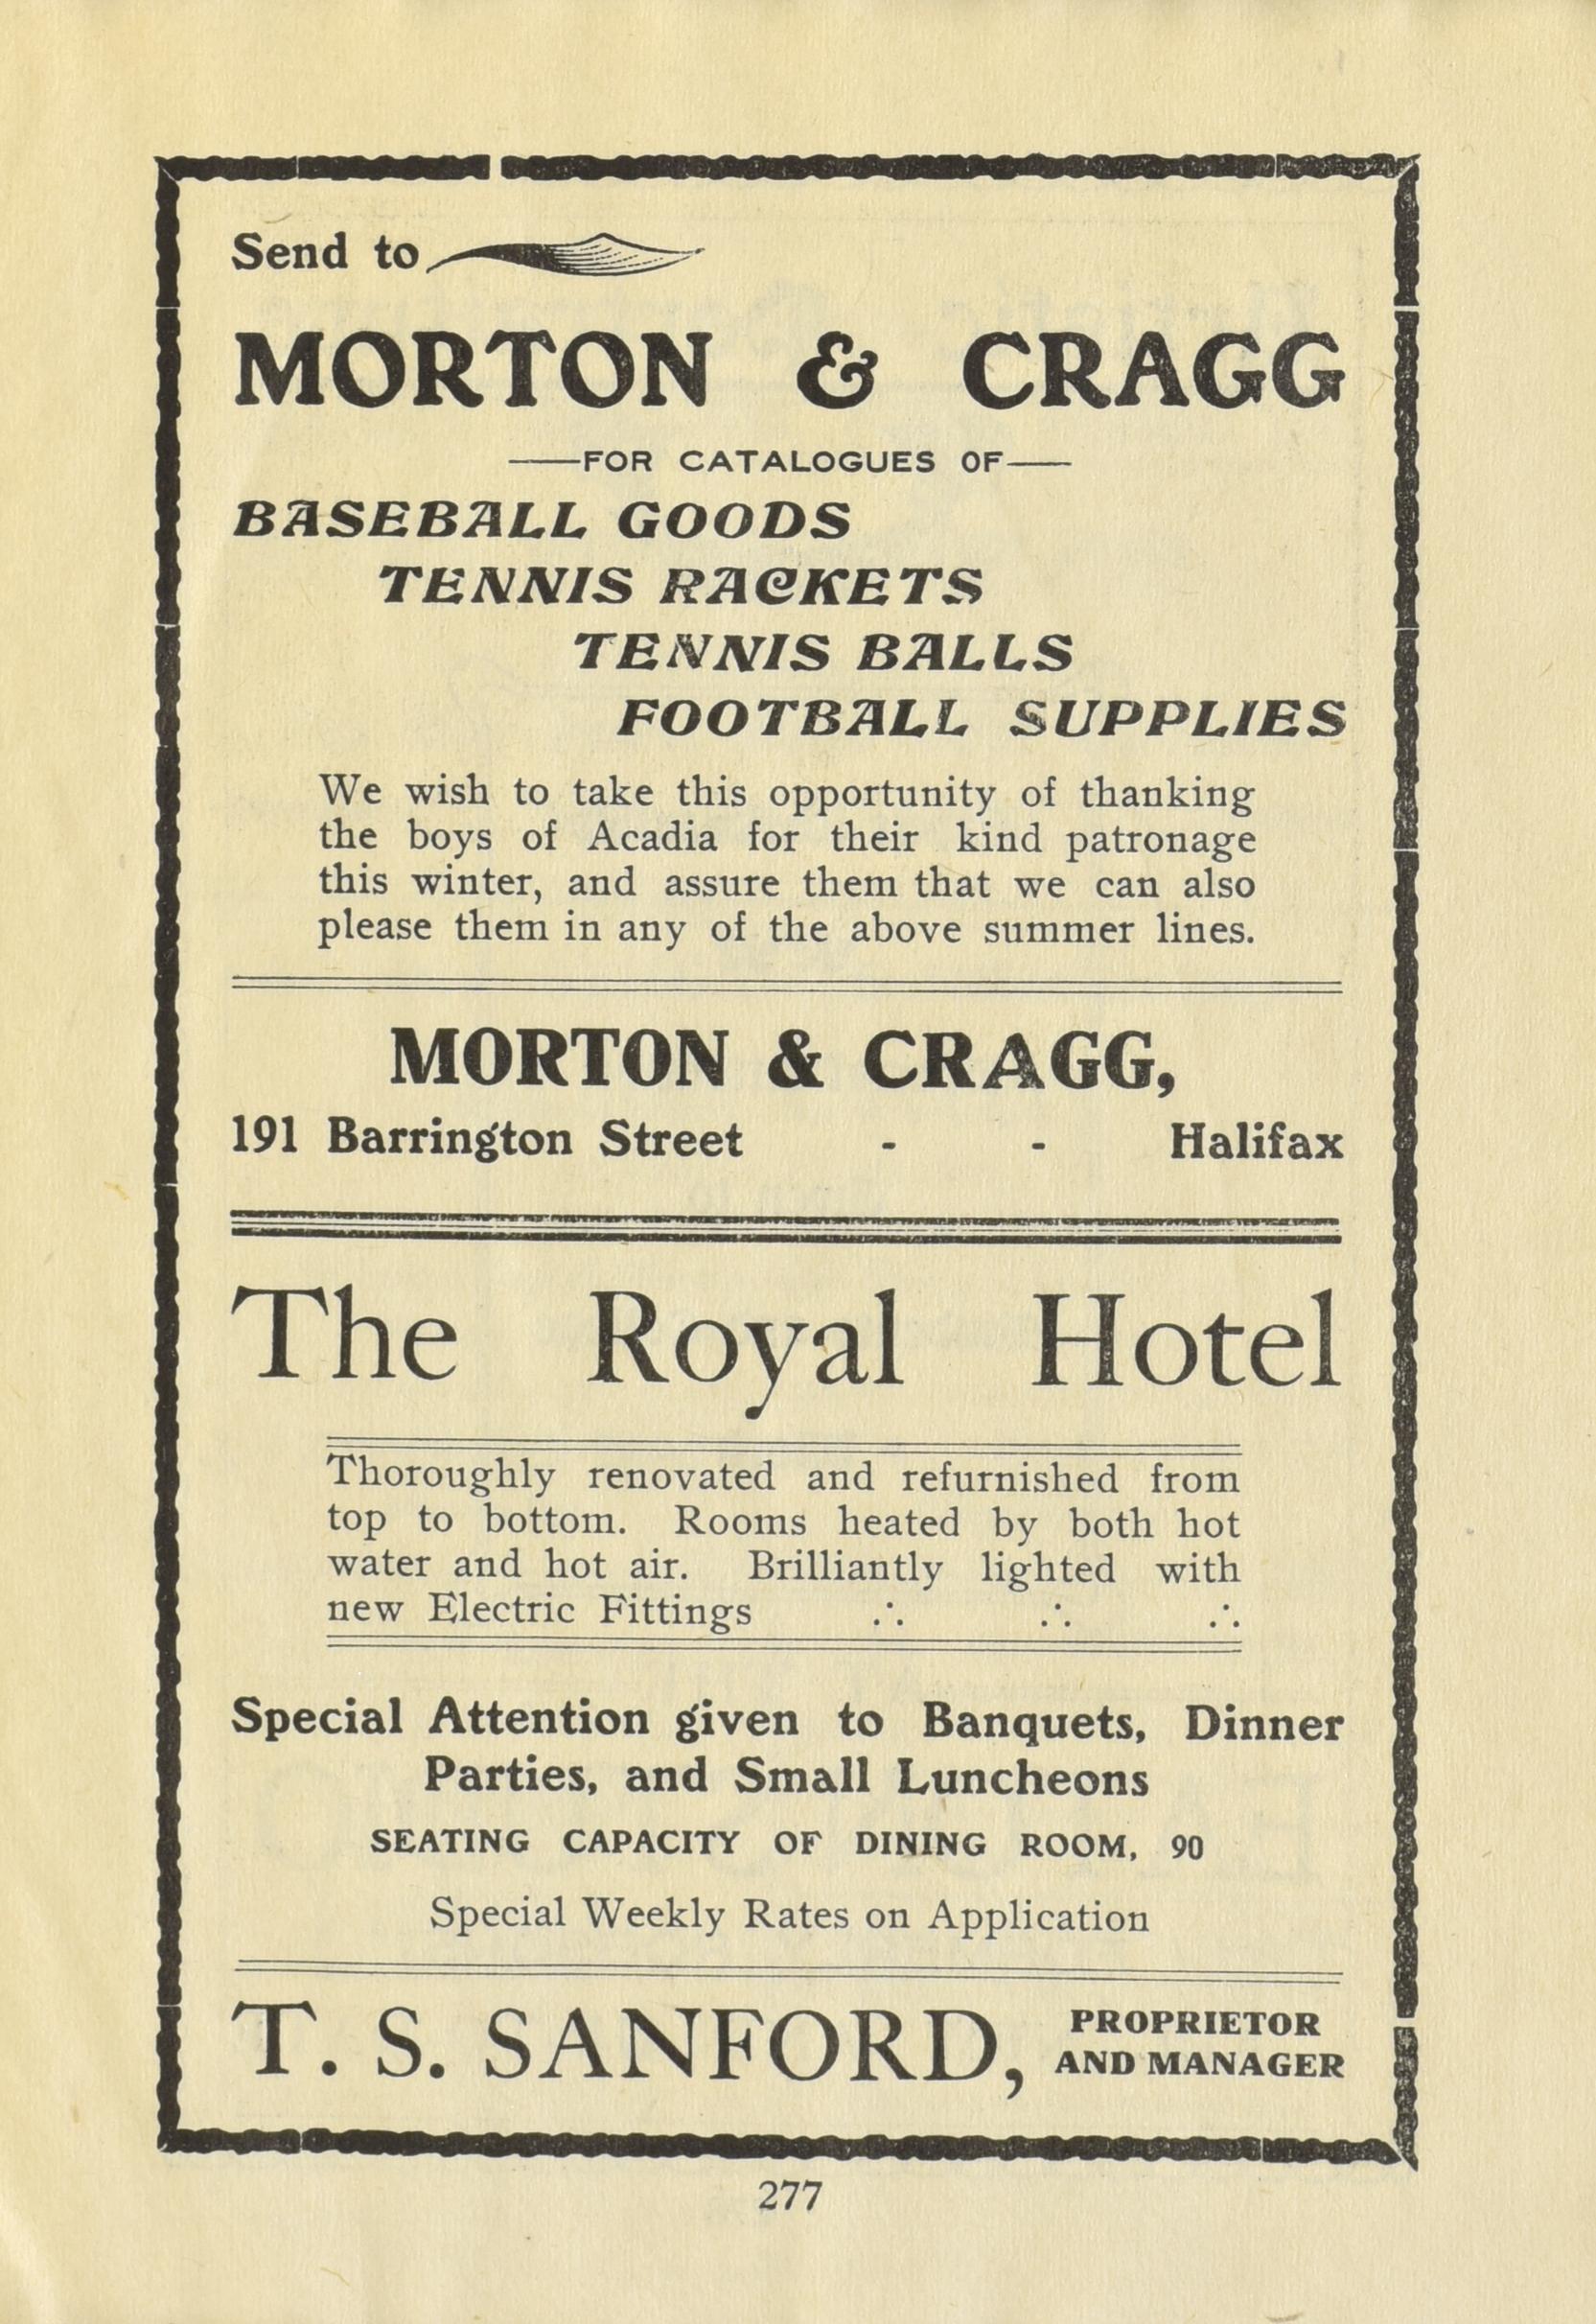 Send to
MORTON & CRAGG
—FOR CATALOGUES OF—
BASEBALL GOODS
TENNIS RACKETS
TENNIS BALLS
FOOTBALL SUPPLIES
We wish to take this opportunity of thanking
the boys of Acadia for their kind patronage
this winter, and assure them that we can also
please them in any of the above summer lines.
MORTON & CRAGG,
191 Barrington Street - - Halifax
The Royal Hotel
Thoroughly renovated and refurnished from
top to bottom. Rooms heated by both hot
water and hot air. Brilliantly lighted with
new Electric Fittings ∴ ∴ ∴
Special Attention given to Banquets, Dinner
Parties, and Small Luncheons
SEATING CAPACITY OF DINING ROOM, 90
Special Weekly Rates on Application
T. S. SANFORD, PROPRIETOR
AND MANAGER
277